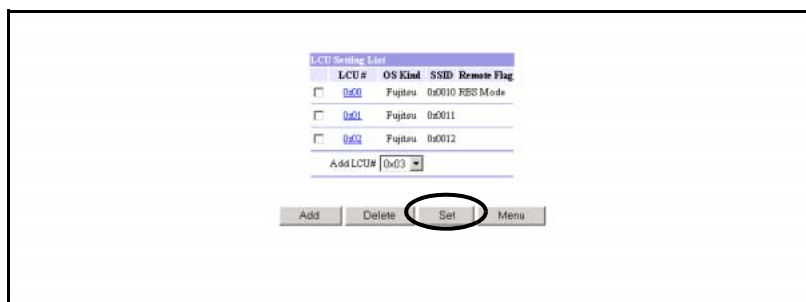 LCU Setting List
LCU# OS Kind SSID Remote Flag
0x00 Fujitsu 0x0010 RBS Mode
0x01 Fujitsu 0x0011
0x02 Fujitsu 0x0012
Add LCU# 0x03
Add Delete Set Menu